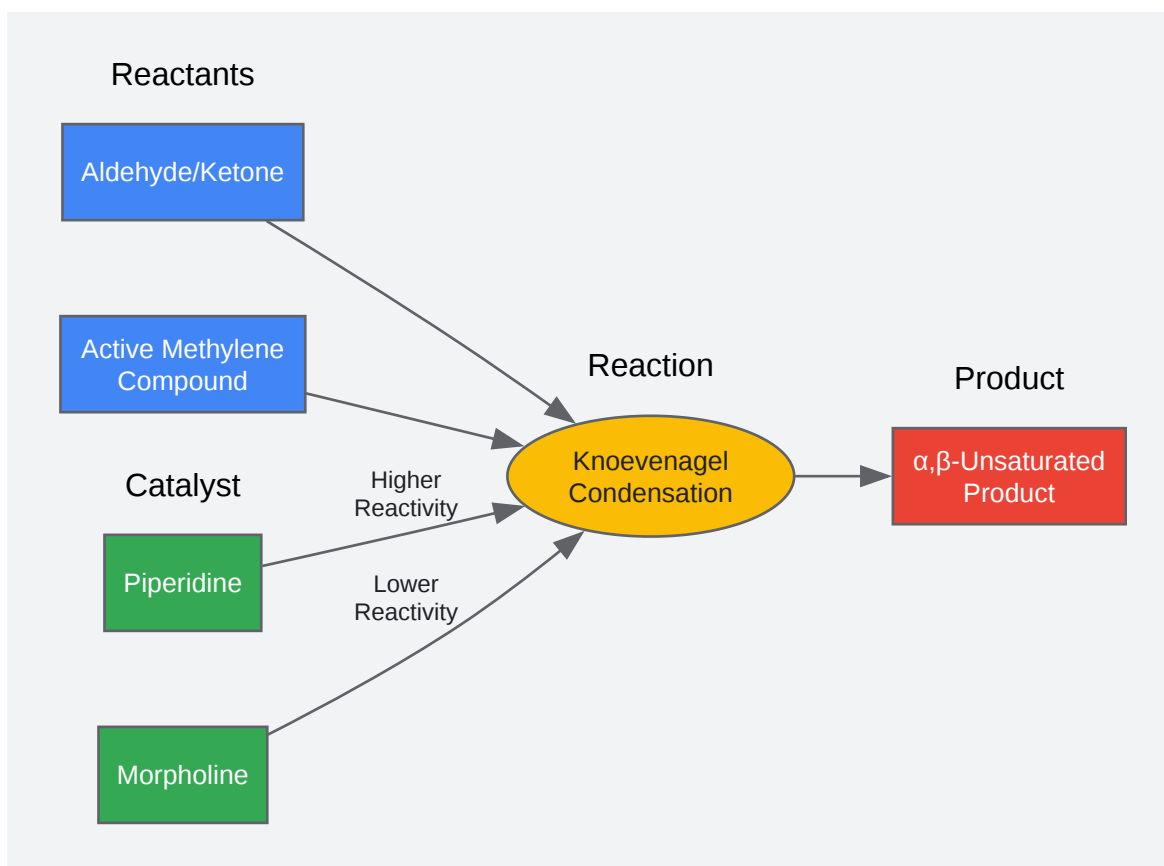 Reactants
Aldehyde/Ketone
Active Methylene
Compound
Catalyst
Piperidine
Morpholine
Higher
Reactivity
Lower
Reactivity
Reaction
Knoevenagel
Condensation
Product
α,β-Unsaturated
Product